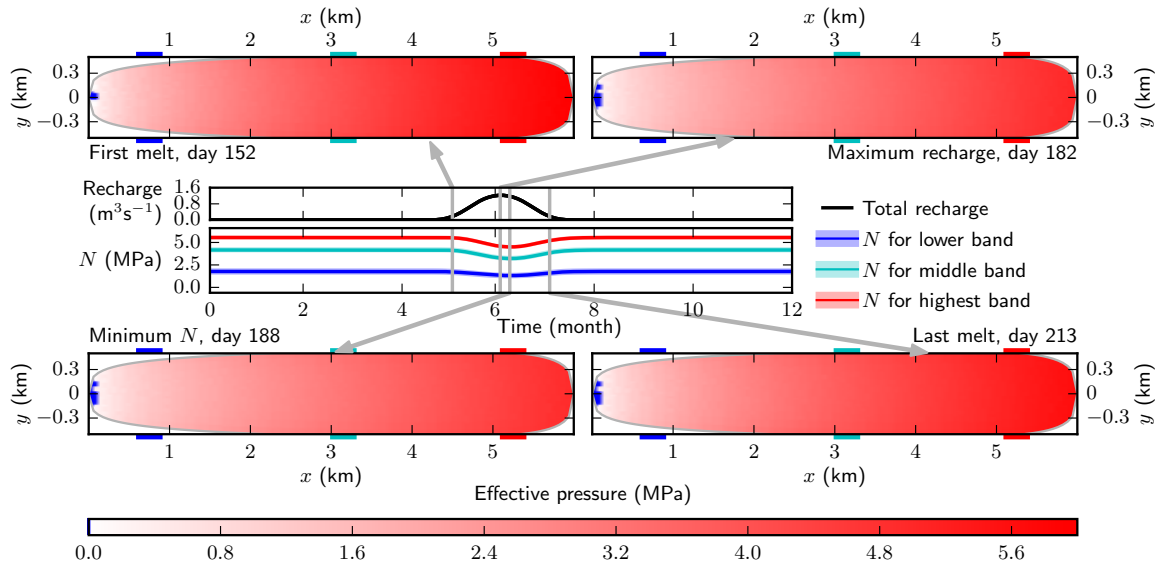 x (km)
x (km)
1 2 3 4 5
1 2 3 4 5
y (km)
0.3
0
−0.3
0.3
0
−0.3
y (km)
First melt, day 152
Maximum recharge, day 182
Recharge
(m³s⁻¹)
1.6
0.8
0.0
N (MPa)
5.0
2.5
0.0
0 2 4 6 8 10 12
Time (month)
Total recharge
N for lower band
N for middle band
N for highest band
Minimum N, day 188
Last melt, day 213
y (km)
0.3
0
−0.3
0.3
0
−0.3
y (km)
1 2 3 4 5
1 2 3 4 5
x (km)
x (km)
Effective pressure (MPa)
0.0 0.8 1.6 2.4 3.2 4.0 4.8 5.6